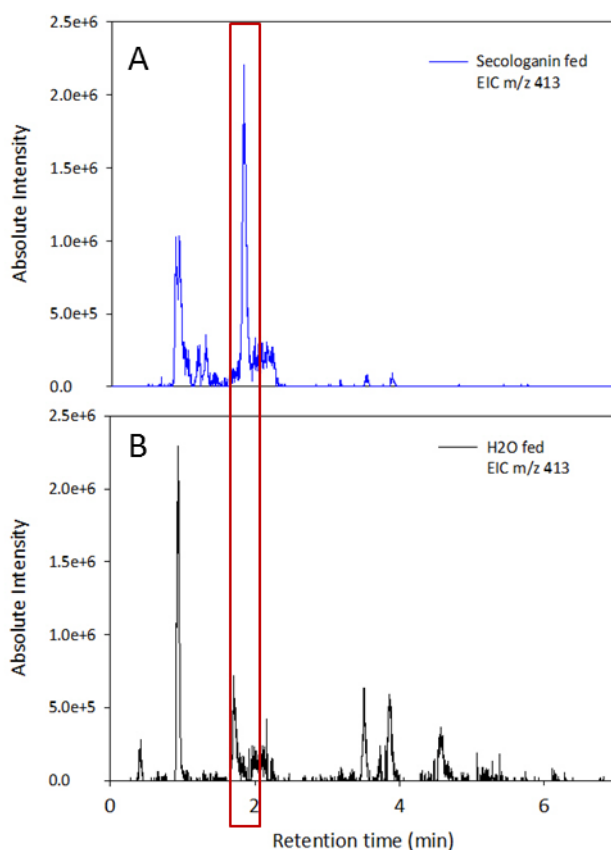 A
Secologanin fed
EIC m/z 413
Absolute Intensity
2.5e+6
2.0e+6
1.5e+6
1.0e+6
5.0e+5
0.0
B
H2O fed
EIC m/z 413
Absolute Intensity
2.5e+6
2.0e+6
1.5e+6
1.0e+6
5.0e+5
0.0
0 2 4 6
Retention time (min)